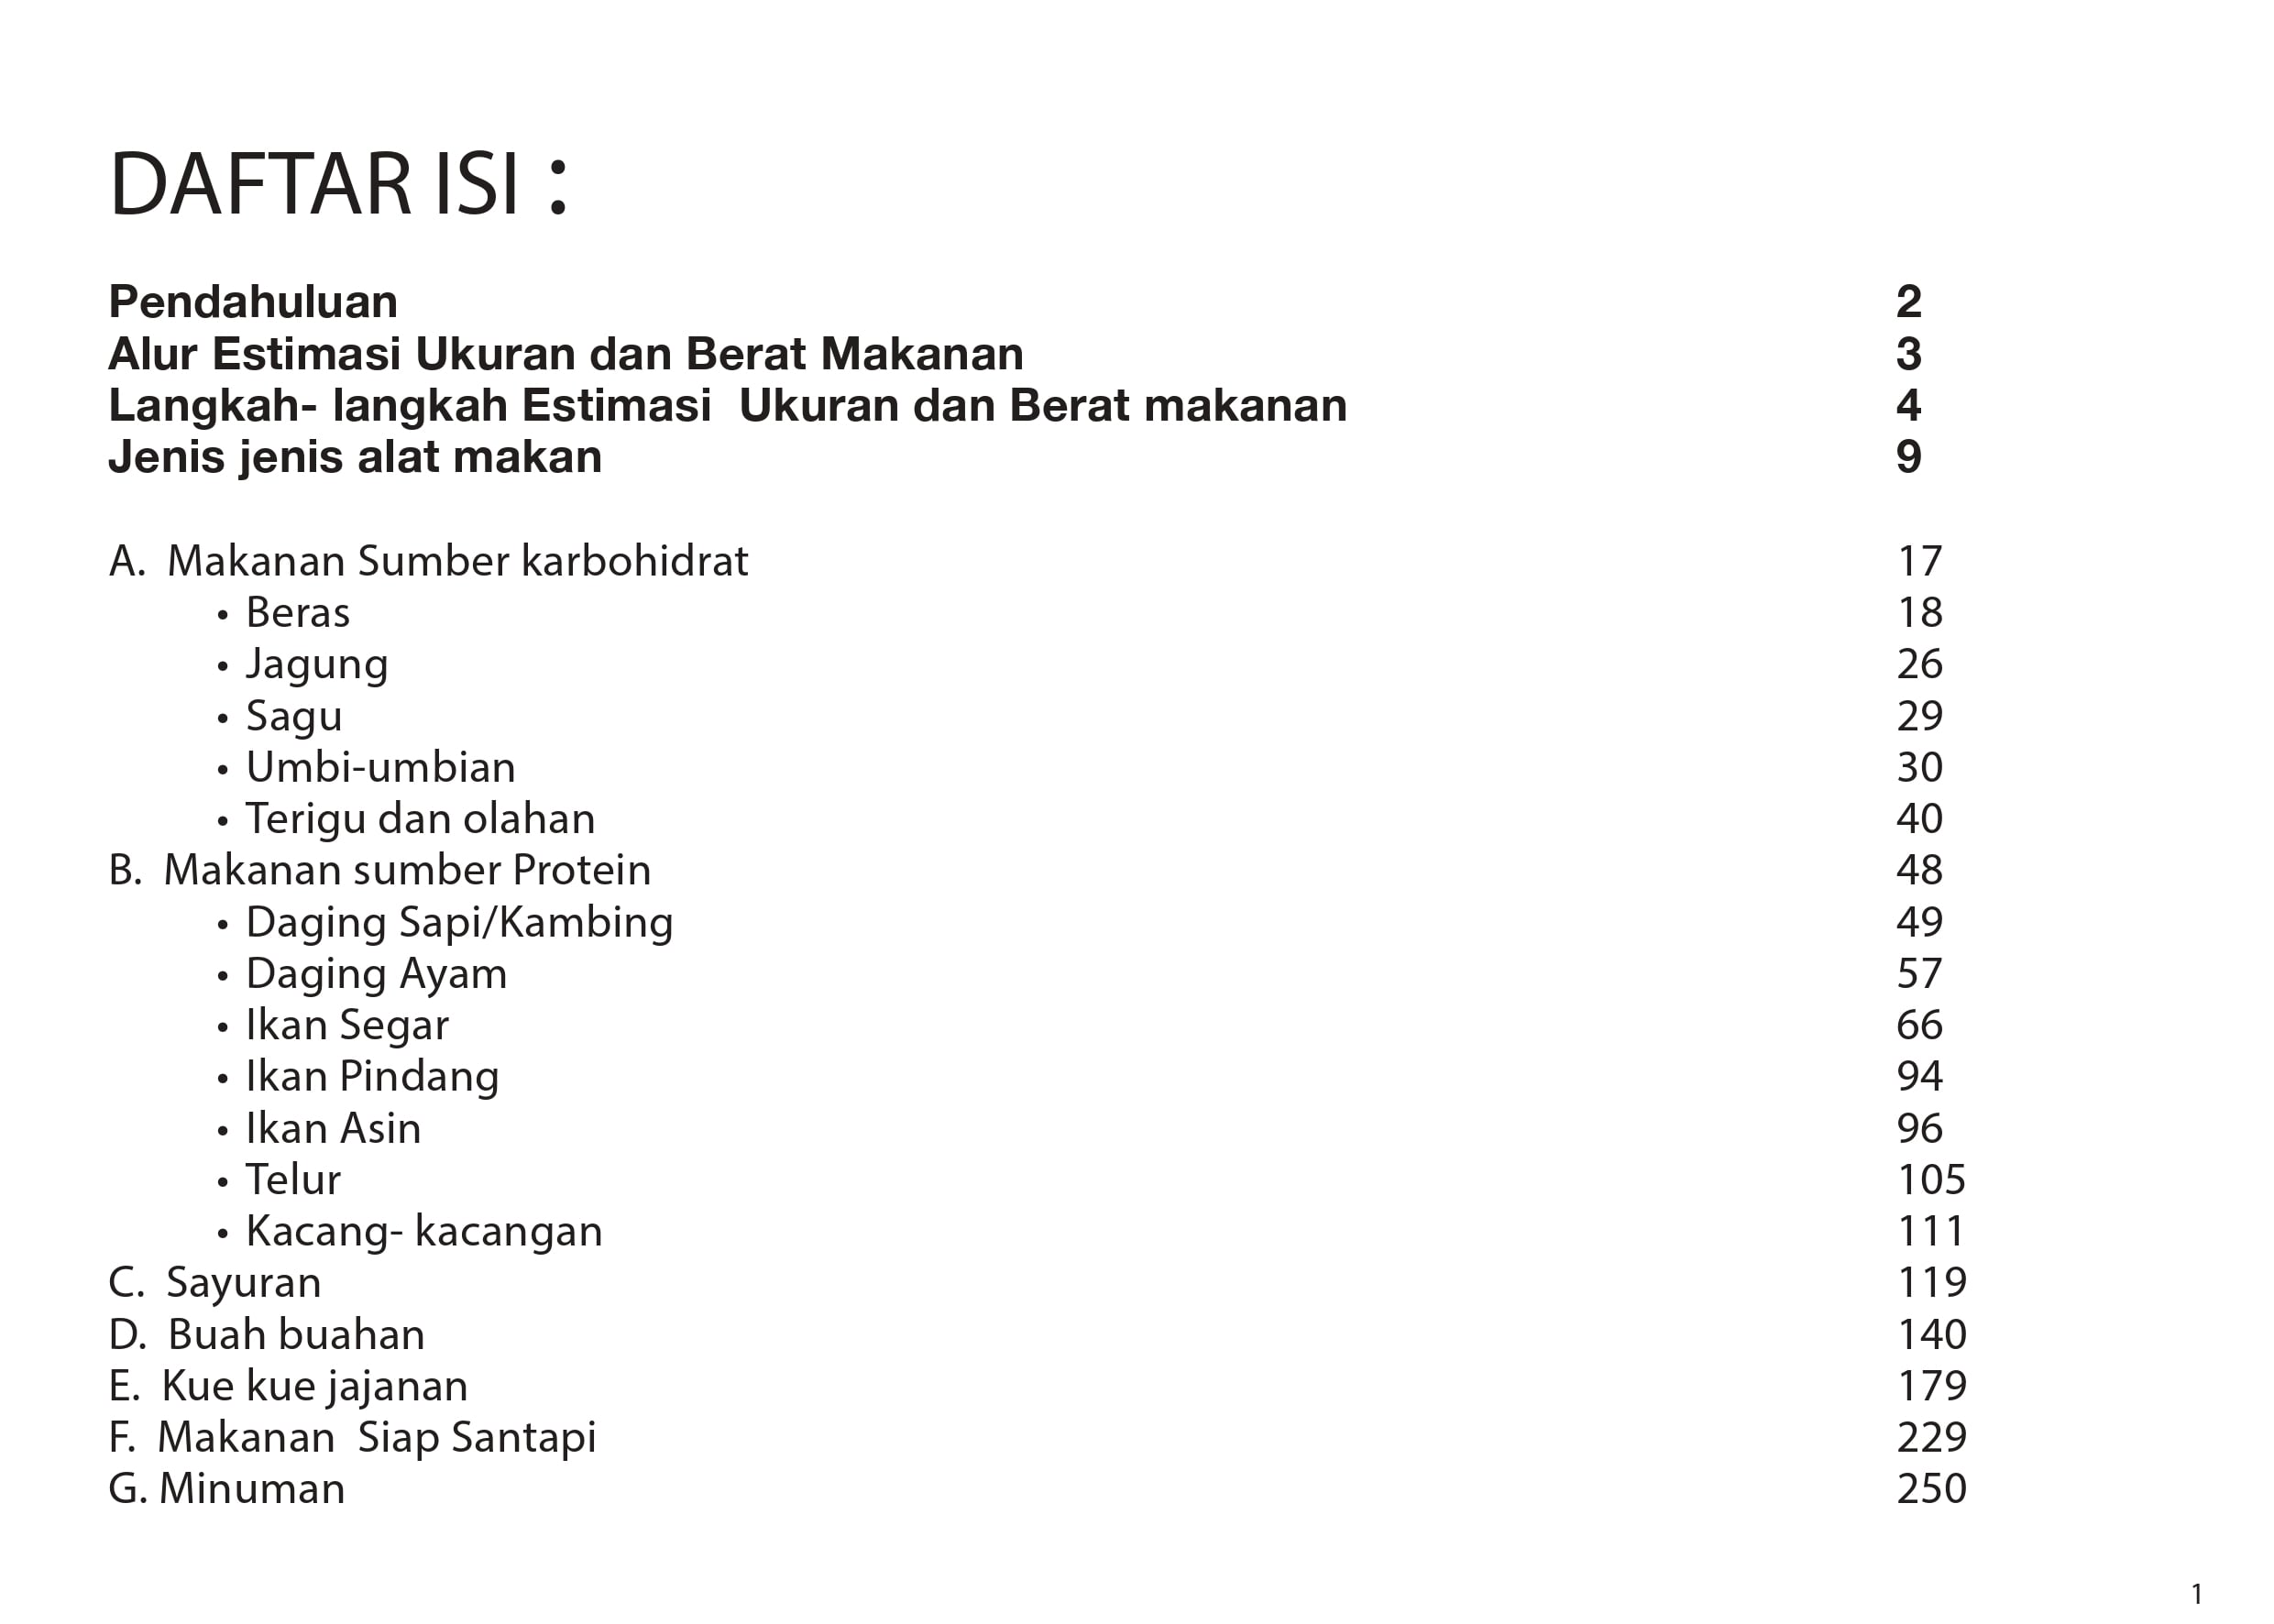 DAFTAR ISI :
Pendahuluan 2
Alur Estimasi Ukuran dan Berat Makanan 3
Langkah- langkah Estimasi  Ukuran dan Berat makanan 4
Jenis jenis alat makan 9
A.  Makanan Sumber karbohidrat 17
• Beras 18
• Jagung 26
• Sagu 29
• Umbi-umbian 30
• Terigu dan olahan 40
B.  Makanan sumber Protein 48
• Daging Sapi/Kambing 49
• Daging Ayam 57
• Ikan Segar 66
• Ikan Pindang 94
• Ikan Asin 96
• Telur 105
• Kacang- kacangan 111
C.  Sayuran 119
D.  Buah buahan 140
E.  Kue kue jajanan 179
F.  Makanan  Siap Santapi 229
G. Minuman 250
1